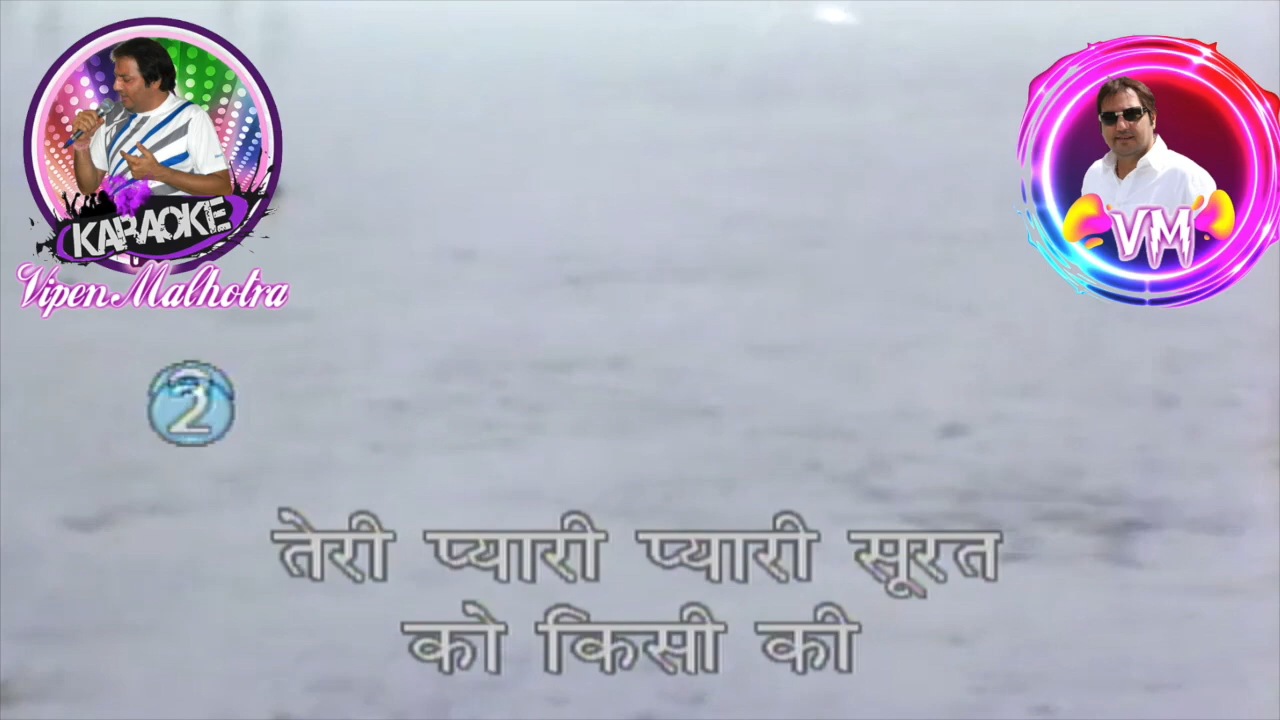 KARAOKE
Vipen Malhotra
VM
2
तेरी प्यारी प्यारी सूरत
को किसी की